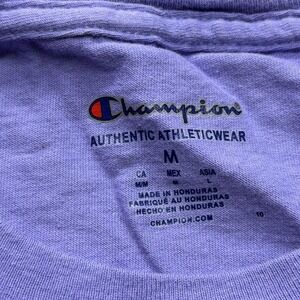 Champion
AUTHENTIC ATHLETICWEAR
M
CA MEX ASIA
M/M M L
MADE IN HONDURAS
FABRIQUÉ AU HONDURAS
HECHO EN HONDURAS
CHAMPION.COM
10